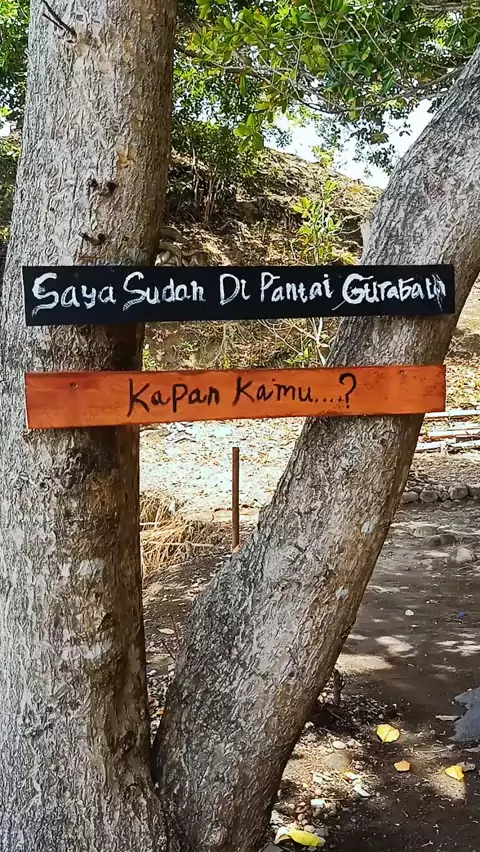 Saya Sudah Di Pantai Gurabati
Kapan Kamu....?